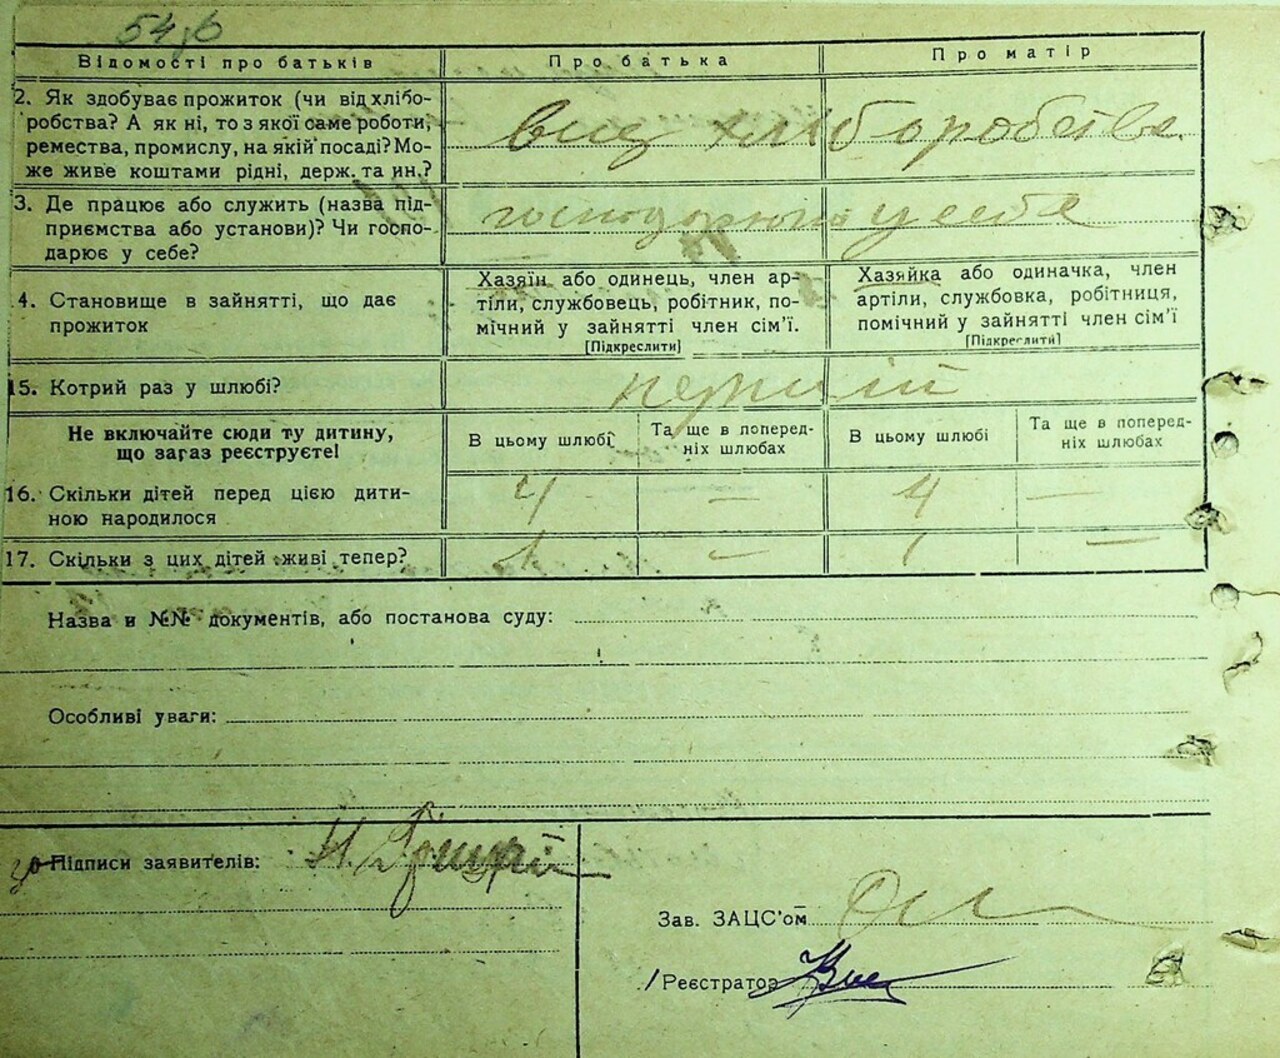 54зв
Відомості про батьків
Про батька
Про матір
2. Як здобуває прожиток (чи від хлібо-
робства? А як ні, то з якої саме роботи,
ремества, промислу, на якій посаді? Мо-
же живе коштами рідні, держ. та ин.?
від хліборобства
3. Де працює або служить (назва під-
приємства або установи)? Чи госпо-
дарює у себе?
у себе
4. Становище в зайнятті, що дає
прожиток
Хазяїн або одинець, член ар-
тіли, службовець, робітник, по-
мічний у зайнятті член сім'ї.
[Підкреслити]
Хазяйка або одиначка, член
артіли, службовка, робітниця,
помічний у зайнятті член сім'ї
[Підкреслити]
15. Котрий раз у шлюбі?
перший
Не включайте сюди ту дитину,
що зараз реєструєте!
В цьому шлюбі
Та ще в поперед-
ніх шлюбах
В цьому шлюбі
Та ще в поперед-
ніх шлюбах
16. Скільки дітей перед цією дити-
ною народилося
4 — 4 —
17. Скільки з цих дітей живі тепер?
1 — 1 —
Назва и №№ документів, або постанова суду:
Особливі уваги:
Підписи заявителів:
Зав. ЗАЦС'ом
/Реєстратор